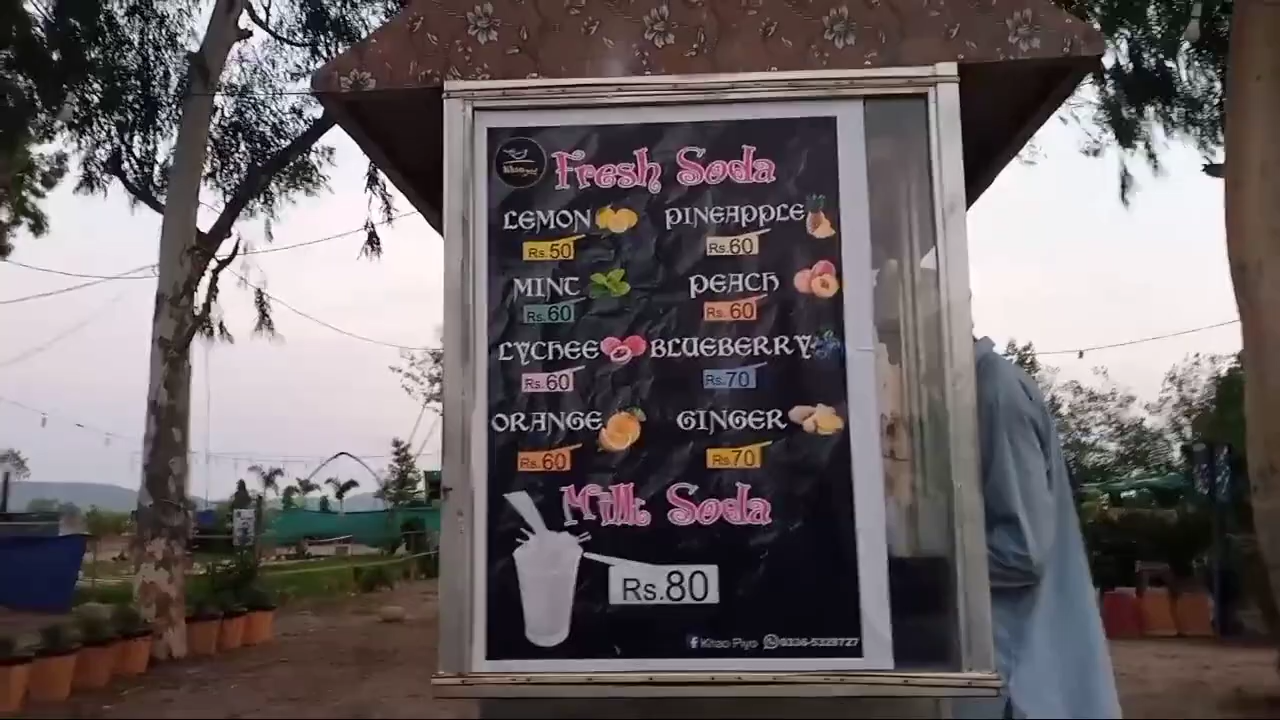 Fresh Soda
LEMON PINEAPPLE
Rs.50 Rs.60
MINT PEACH
Rs.60 Rs.60
LYCHEE BLUEBERRY
Rs.60 Rs.70
ORANGE GINGER
Rs.60 Rs.70
Milk Soda
Rs.80
Khao Piyo